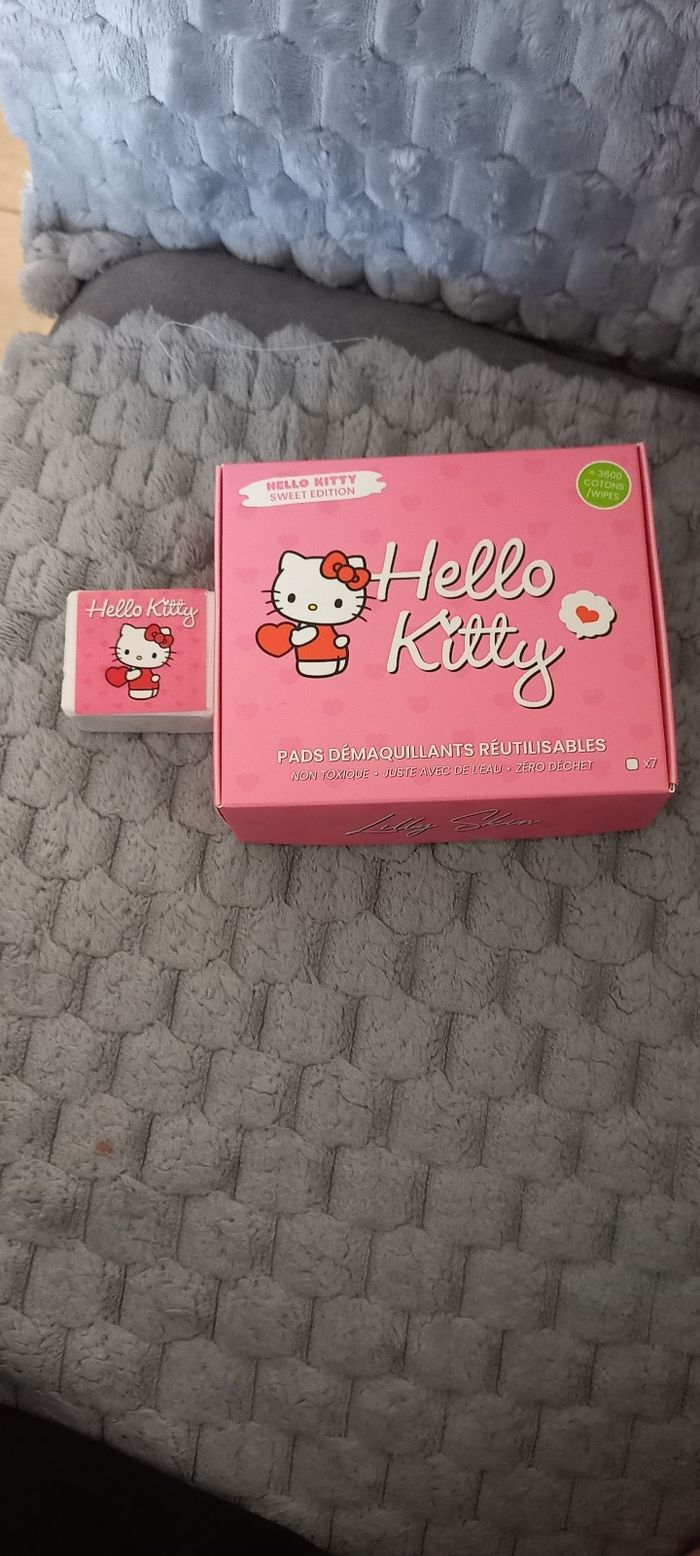 HELLO KITTY
SWEET EDITION
= 3600
COTONS
/WIPES
Hello
Kitty
PADS DÉMAQUILLANTS RÉUTILISABLES
NON TOXIQUE • JUSTE AVEC DE L'EAU • ZÉRO DÉCHET
x7
Lilly Skin
Hello Kitty